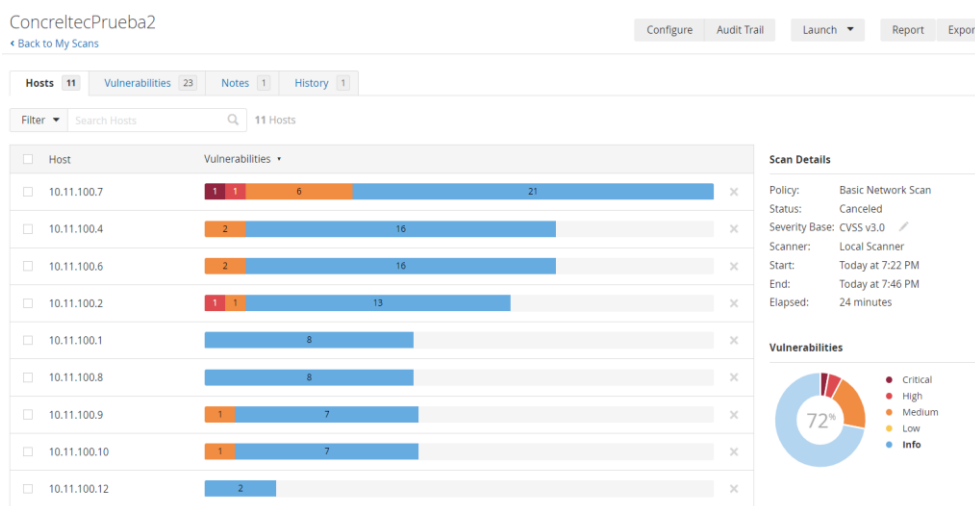 ConcreltecPrueba2
Back to My Scans
Configure Audit Trail Launch Report Expor
Hosts 11 Vulnerabilities 23 Notes 1 History 1
Filter Search Hosts 11 Hosts
Host Vulnerabilities
10.11.100.7 1 1 6 21
10.11.100.4 2 16
10.11.100.6 2 16
10.11.100.2 1 1 13
10.11.100.1 8
10.11.100.8 8
10.11.100.9 1 7
10.11.100.10 1 7
10.11.100.12 2
Scan Details
Policy: Basic Network Scan
Status: Canceled
Severity Base: CVSS v3.0
Scanner: Local Scanner
Start: Today at 7:22 PM
End: Today at 7:46 PM
Elapsed: 24 minutes
Vulnerabilities
72%
Critical
High
Medium
Low
Info